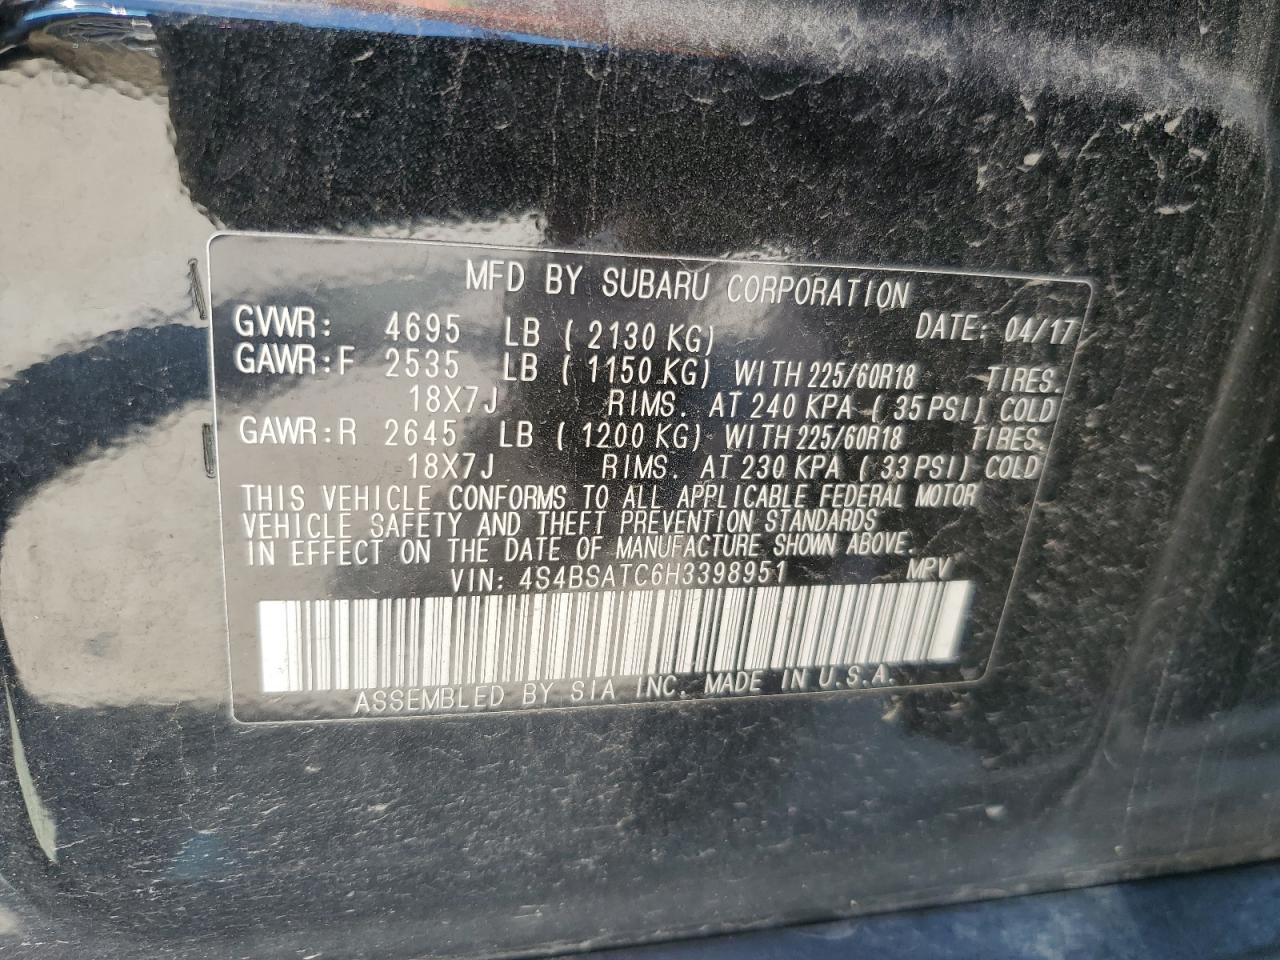 MFD BY SUBARU CORPORATION
GVWR: 4695 LB ( 2130 KG) DATE: 04/17
GAWR:F 2535 LB ( 1150 KG) WITH 225/60R18 TIRES.
18X7J RIMS. AT 240 KPA ( 35 PSI) COLD
GAWR:R 2645 LB ( 1200 KG) WITH 225/60R18 TIRES.
18X7J RIMS. AT 230 KPA ( 33 PSI) COLD
THIS VEHICLE CONFORMS TO ALL APPLICABLE FEDERAL MOTOR
VEHICLE SAFETY AND THEFT PREVENTION STANDARDS
IN EFFECT ON THE DATE OF MANUFACTURE SHOWN ABOVE.
VIN: 4S4BSATC6H3398951 MPV
ASSEMBLED BY SIA INC. MADE IN U.S.A.